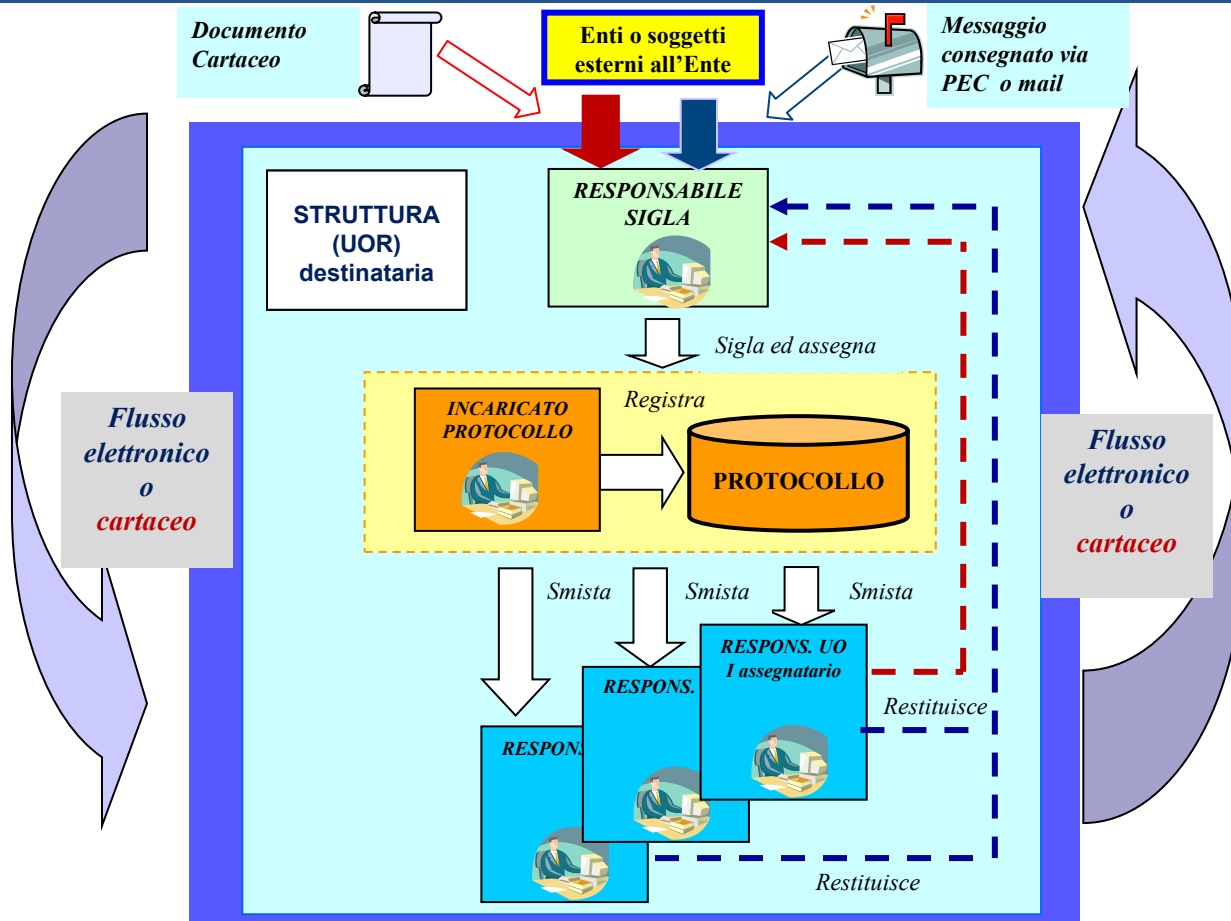 Documento
Cartaceo
Enti o soggetti
esterni all'Ente
Messaggio
consegnato via
PEC o mail
STRUTTURA
(UOR)
destinataria
RESPONSABILE
SIGLA
Sigla ed assegna
INCARICATO
PROTOCOLLO
Registra
PROTOCOLLO
Flusso
elettronico
o
cartaceo
Flusso
elettronico
o
cartaceo
Smista
Smista
Smista
RESPONS. UO
I assegnatario
RESPONS.
RESPONS
Restituisce
Restituisce